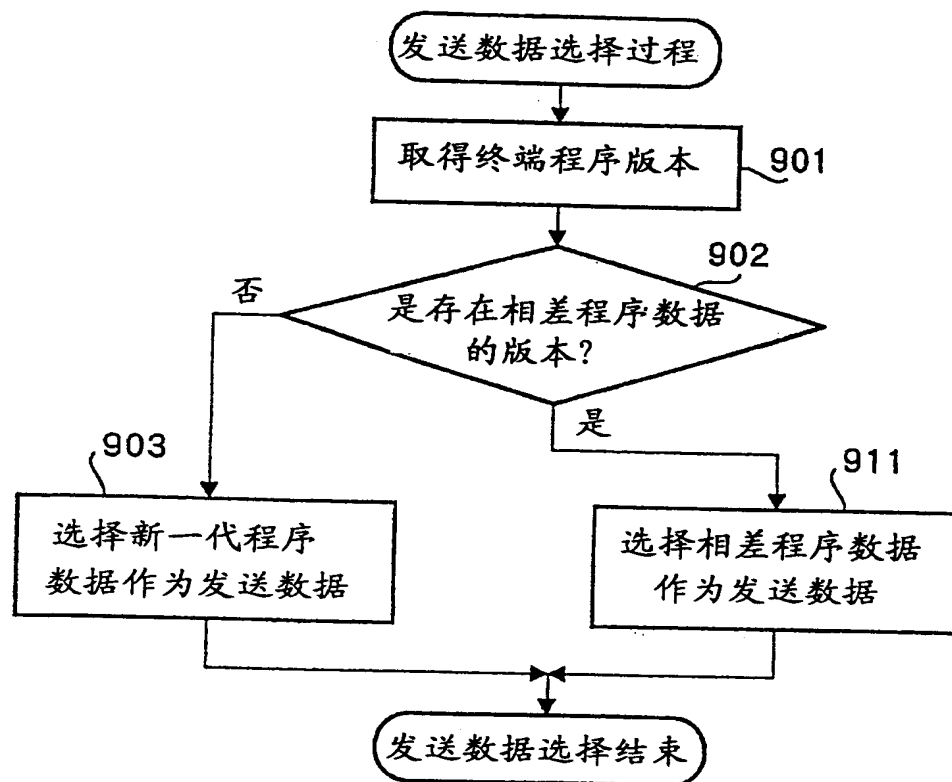 发送数据选择过程
取得终端程序版本
901
902
否
是存在相差程序数据
的版本?
是
903
911
选择新一代程序
数据作为发送数据
选择相差程序数据
作为发送数据
发送数据选择结束